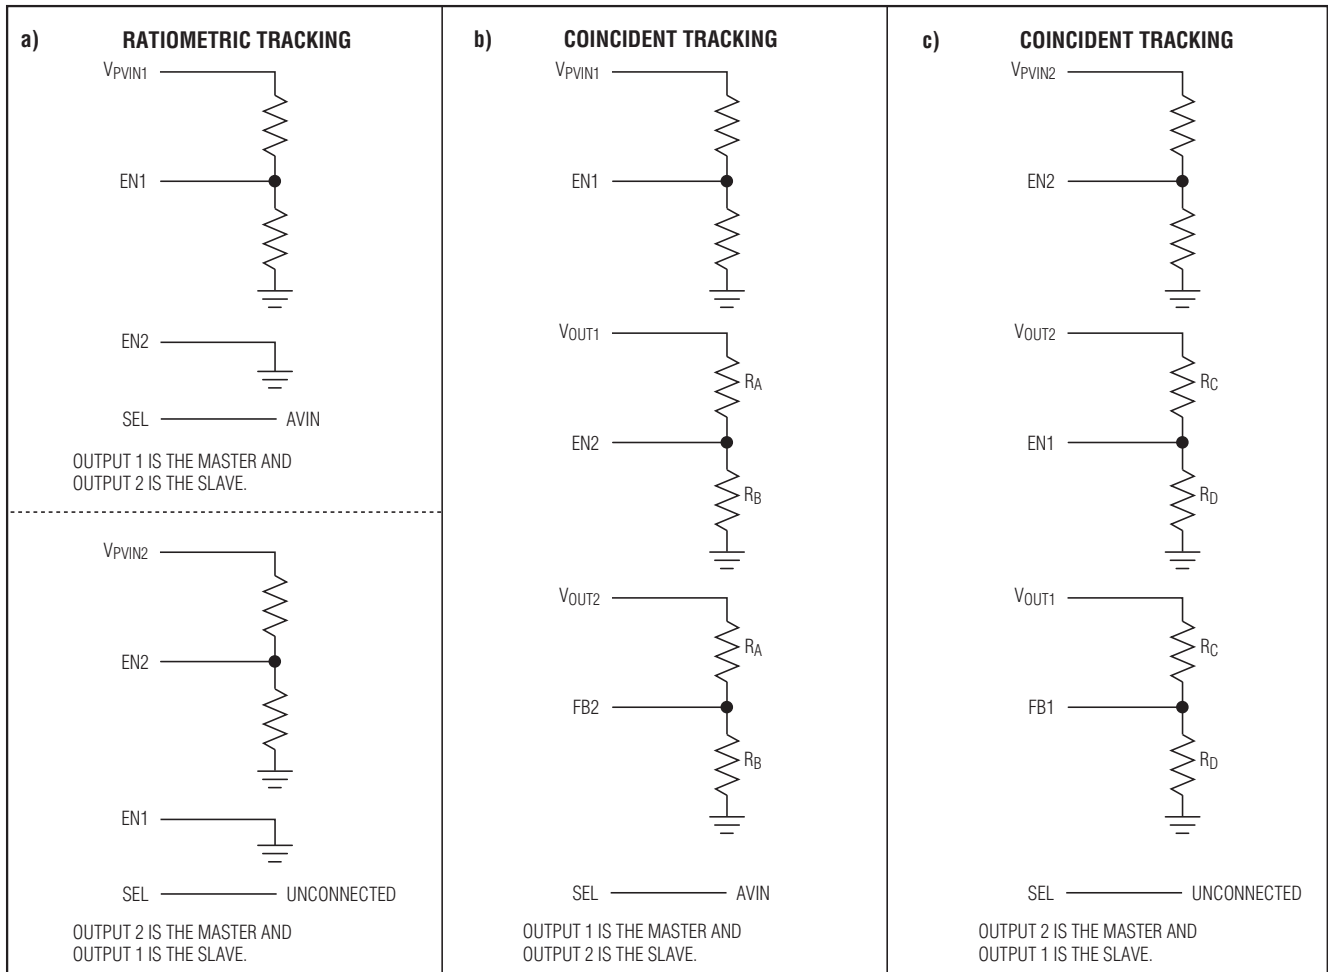 a) RATIOMETRIC TRACKING
VPVIN1
EN1
EN2
SEL AVIN
OUTPUT 1 IS THE MASTER AND
OUTPUT 2 IS THE SLAVE.
VPVIN2
EN2
EN1
SEL UNCONNECTED
OUTPUT 2 IS THE MASTER AND
OUTPUT 1 IS THE SLAVE.
b) COINCIDENT TRACKING
VPVIN1
EN1
VOUT1
RA
EN2
RB
VOUT2
RA
FB2
RB
SEL AVIN
OUTPUT 1 IS THE MASTER AND
OUTPUT 2 IS THE SLAVE.
c) COINCIDENT TRACKING
VPVIN2
EN2
VOUT2
RC
EN1
RD
VOUT1
RC
FB1
RD
SEL UNCONNECTED
OUTPUT 2 IS THE MASTER AND
OUTPUT 1 IS THE SLAVE.